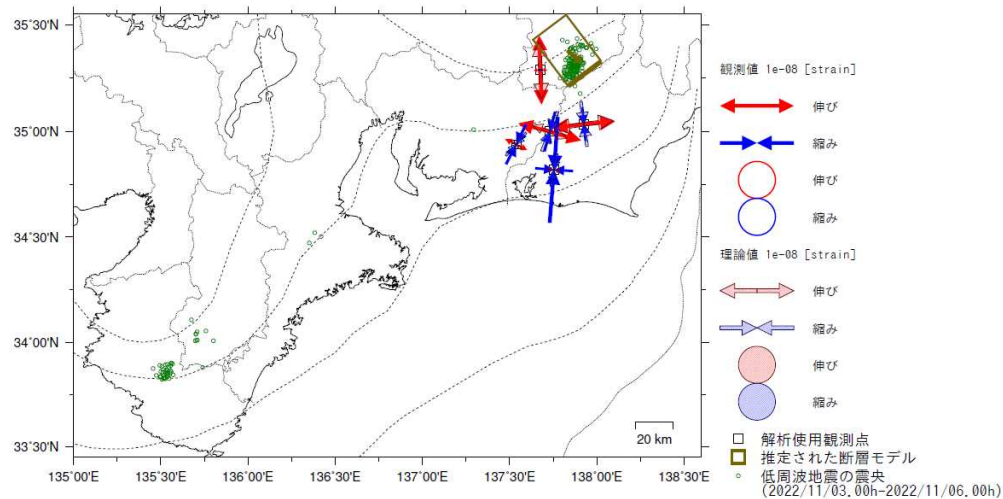 35°30'N
35°00'N
34°30'N
34°00'N
33°30'N
135°00'E
135°30'E
136°00'E
136°30'E
137°00'E
137°30'E
138°00'E
138°30'E
20 km
観測値 1e-08 [strain]
伸び
縮み
伸び
縮み
理論値 1e-08 [strain]
伸び
縮み
伸び
縮み
解析使用観測点
推定された断層モデル
低周波地震の震央
(2022/11/03.00h-2022/11/06.00h)